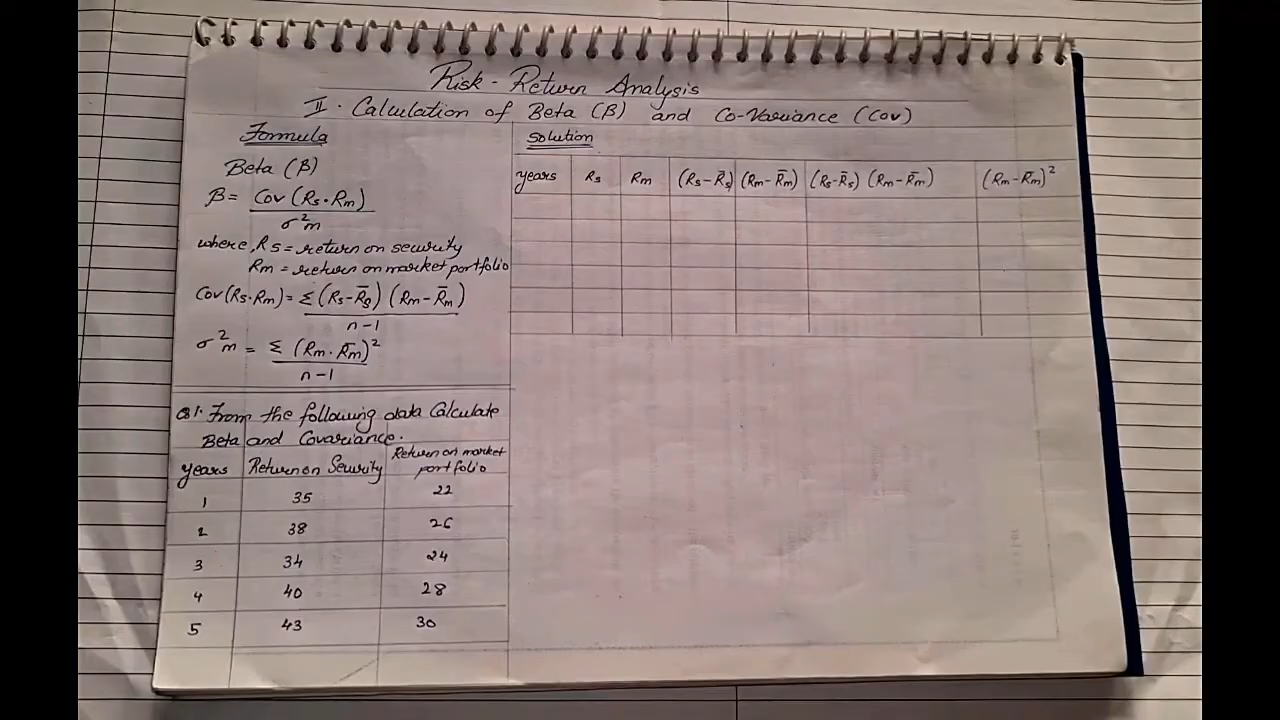 Risk-Return Analysis
II. Calculation of Beta (β) and Co-Variance (Cov)
Formula
Beta (β)
β = Cov (Rs·Rm)
σ²m
where, Rs = return on security
Rm = return on market portfolio
Cov (Rs·Rm) = Σ (Rs-R̅s) (Rm-R̅m)
n-1
σ²m = Σ (Rm·R̅m)²
n-1
Q1. From the following data Calculate
Beta and Covariance.
years Return on Seurity Return on market portfolio
1 35 22
2 38 26
3 34 24
4 40 28
5 43 30
Solution
years Rs Rm (Rs-R̅s) (Rm-R̅m) (Rs-R̅s) (Rm-R̅m) (Rm-Rm)²